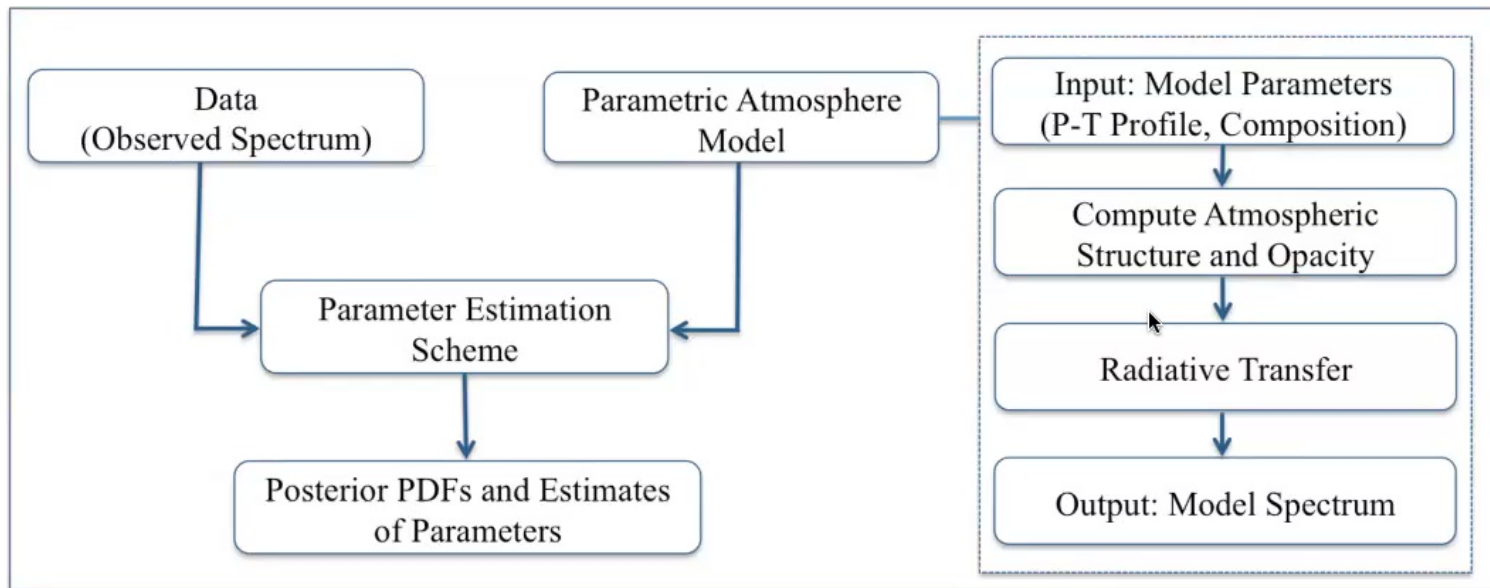 Data
(Observed Spectrum)
Parametric Atmosphere
Model
Input: Model Parameters
(P-T Profile, Composition)
Compute Atmospheric
Structure and Opacity
Parameter Estimation
Scheme
Radiative Transfer
Posterior PDFs and Estimates
of Parameters
Output: Model Spectrum